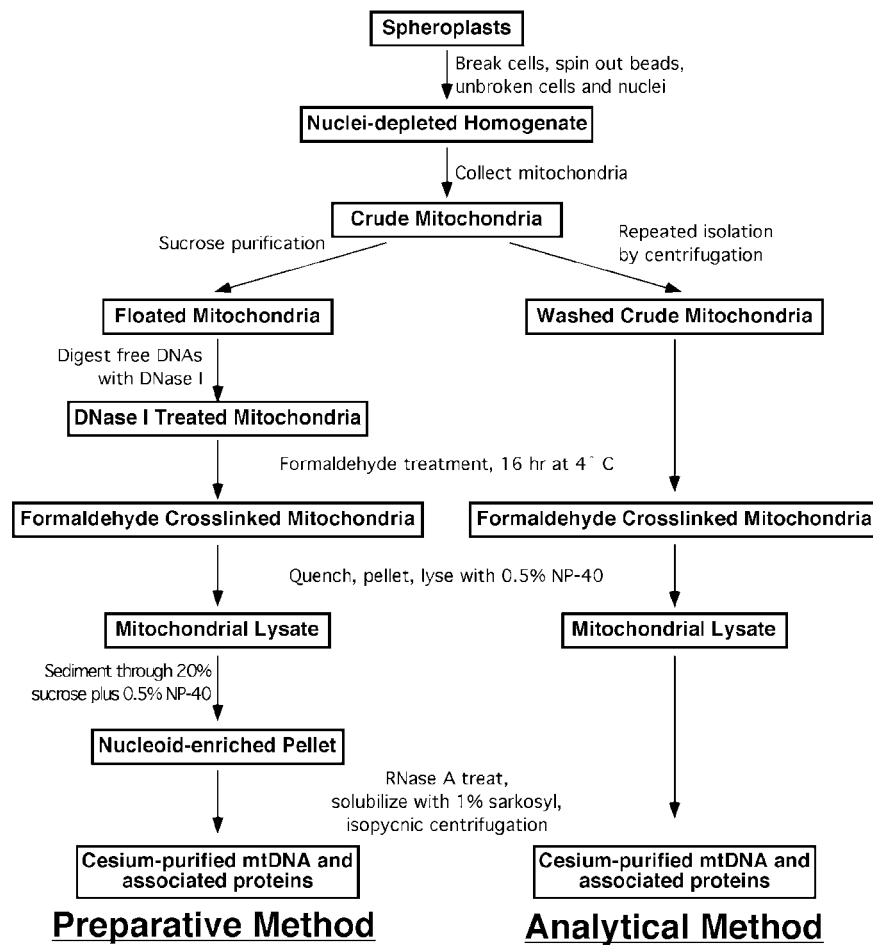 Spheroplasts
Break cells, spin out beads,
unbroken cells and nuclei
Nuclei-depleted Homogenate
Collect mitochondria
Crude Mitochondria
Sucrose purification
Repeated isolation
by centrifugation
Floated Mitochondria
Washed Crude Mitochondria
Digest free DNAs
with DNase I
DNase I Treated Mitochondria
Formaldehyde treatment, 16 hr at 4˚ C
Formaldehyde Crosslinked Mitochondria
Formaldehyde Crosslinked Mitochondria
Quench, pellet, lyse with 0.5% NP-40
Mitochondrial Lysate
Mitochondrial Lysate
Sediment through 20%
sucrose plus 0.5% NP-40
Nucleoid-enriched Pellet
RNase A treat,
solubilize with 1% sarkosyl,
isopycnic centrifugation
Cesium-purified mtDNA and
associated proteins
Cesium-purified mtDNA and
associated proteins
Preparative Method
Analytical Method